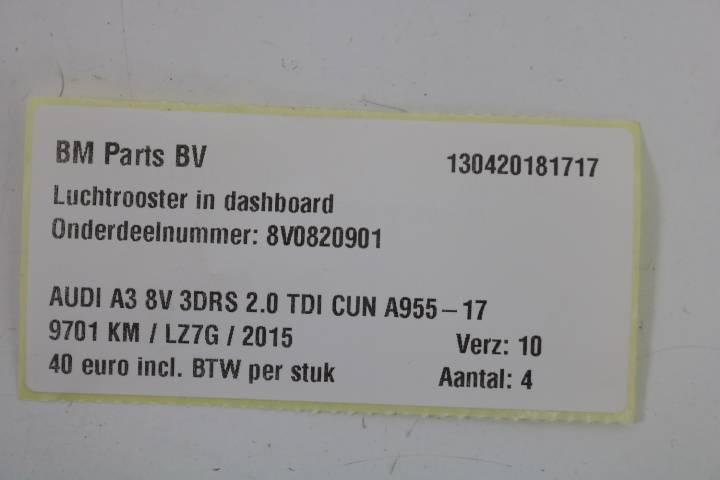 BM Parts BV 130420181717
Luchtrooster in dashboard
Onderdeelnummer: 8V0820901
AUDI A3 8V 3DRS 2.0 TDI CUN A955-17
9701 KM / LZ7G / 2015 Verz: 10
40 euro incl. BTW per stuk Aantal: 4